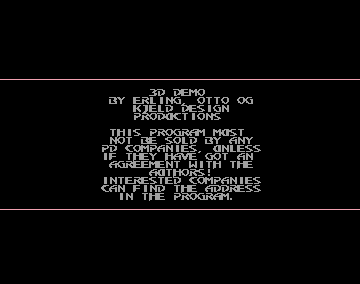 3D DEMO
BY ERLING, OTTO OG
KJELD DESIGN
PRODUCTIONS
THIS PROGRAM MUST
NOT BE SOLD BY ANY
PD COMPANIES, UNLESS
IF THEY HAVE GOT AN
AGREEMENT WITH THE
AUTHORS!
INTERESTED COMPANIES
CAN FIND THE ADDRESS
IN THE PROGRAM.